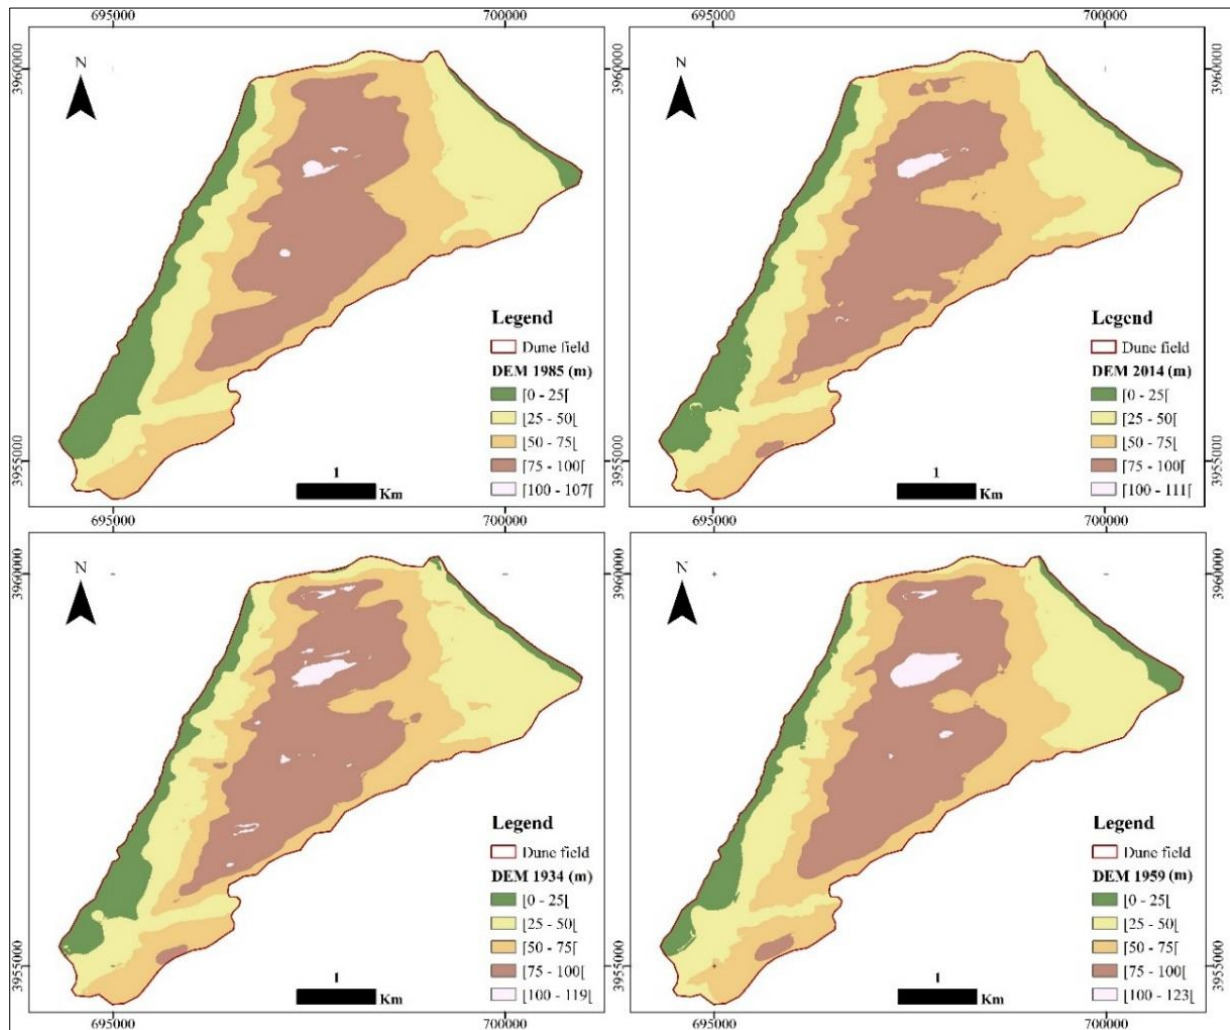 695000 700000 695000 700000
3960000 3960000
N N
Legend
Dune field
DEM 1985 (m)
[0 - 25[
[25 - 50[
[50 - 75[
[75 - 100[
[100 - 107[
1
Km
3955000
Legend
Dune field
DEM 2014 (m)
[0 - 25[
[25 - 50[
[50 - 75[
[75 - 100[
[100 - 111[
1
Km
3955000
695000 700000 695000 700000
3960000 3960000
N N
Legend
Dune field
DEM 1934 (m)
[0 - 25[
[25 - 50[
[50 - 75[
[75 - 100[
[100 - 119[
1
Km
3955000
Legend
Dune field
DEM 1959 (m)
[0 - 25[
[25 - 50[
[50 - 75[
[75 - 100[
[100 - 123[
1
Km
3955000
695000 700000 695000 700000